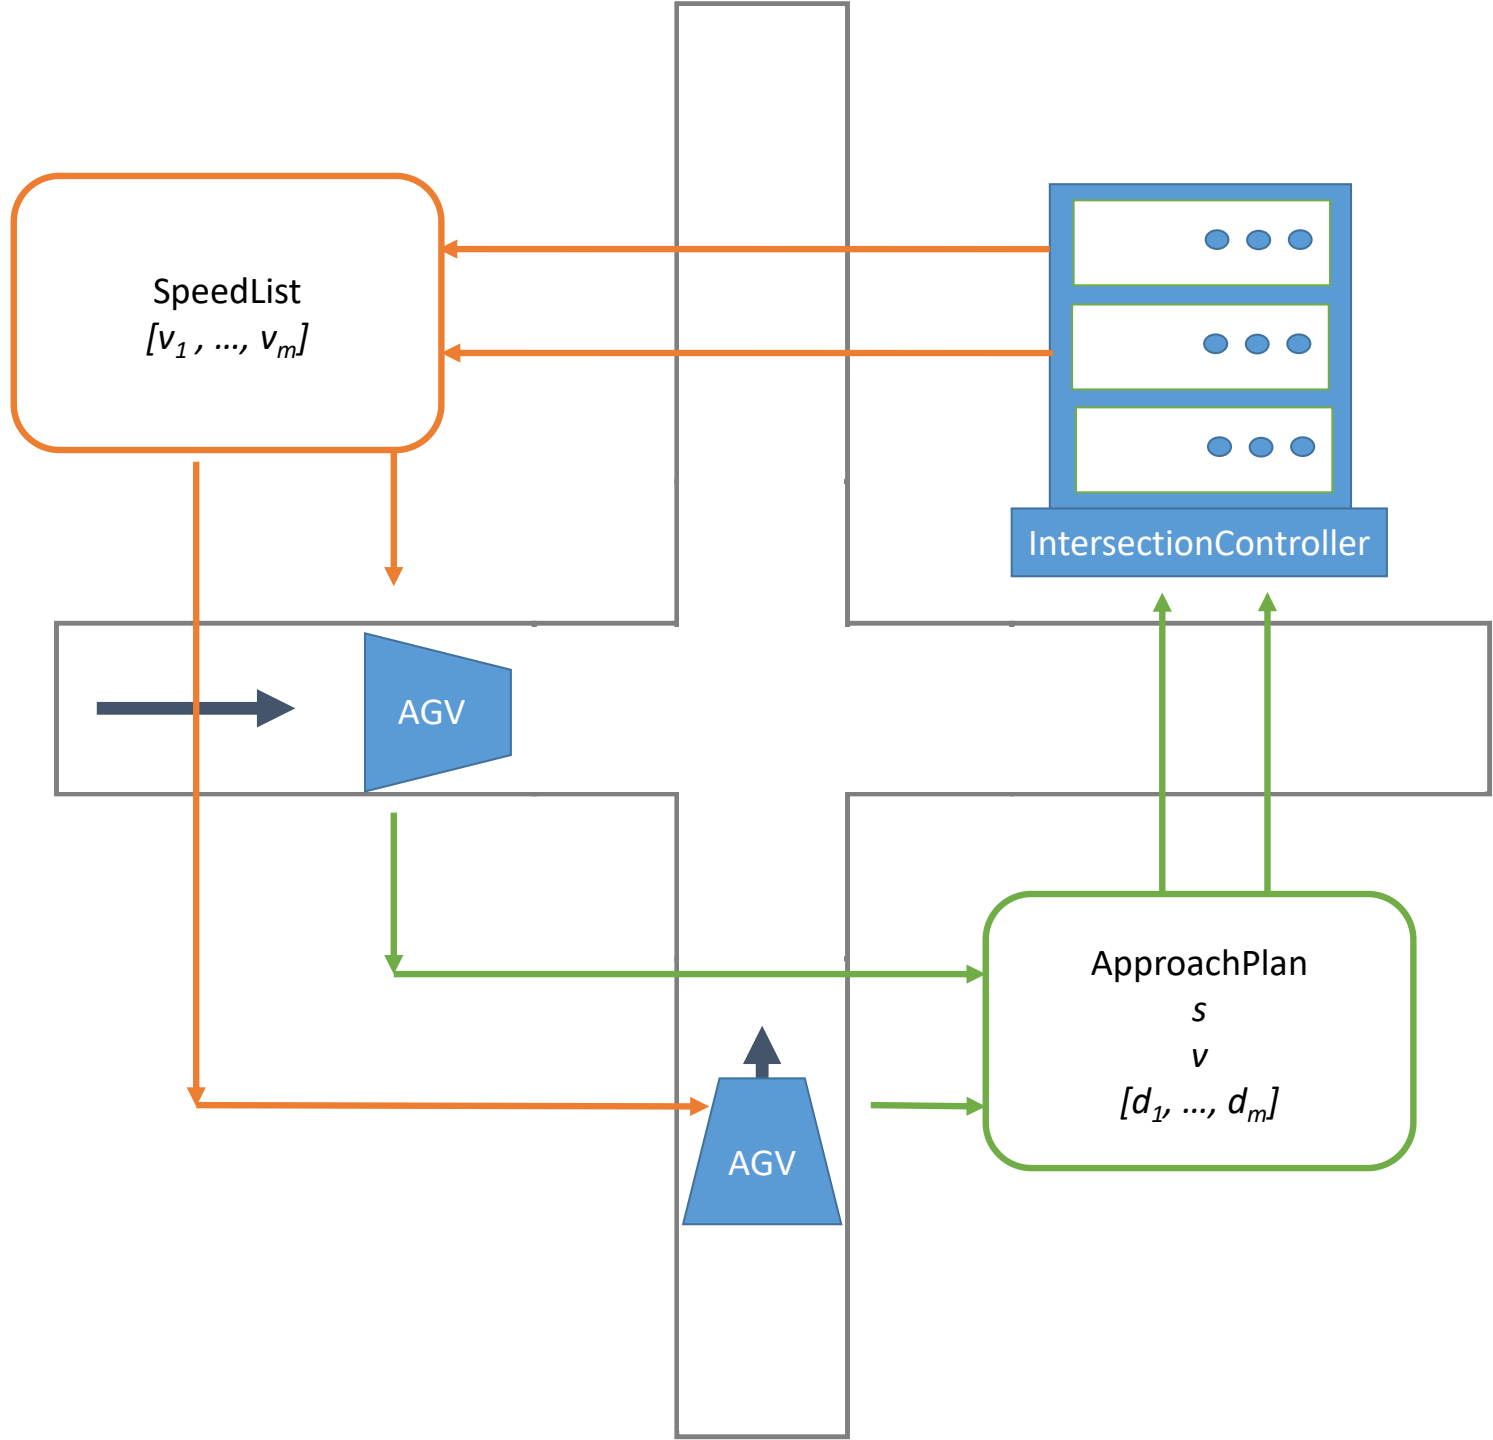 SpeedList
[v₁ , ..., vₘ]
IntersectionController
AGV
ApproachPlan
s
v
[d₁, ..., dₘ]
AGV